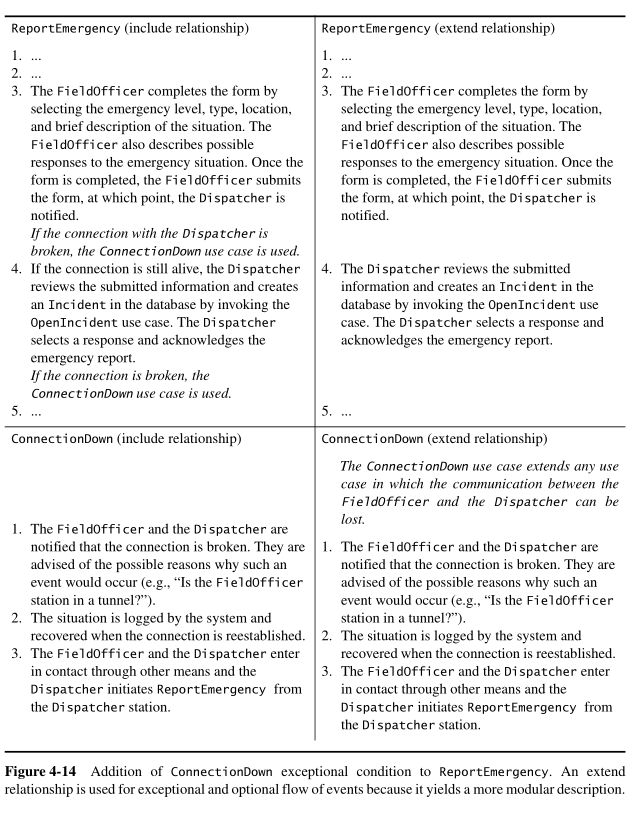 ReportEmergency (include relationship)
1. ...
2. ...
3. The FieldOfficer completes the form by
selecting the emergency level, type, location,
and brief description of the situation. The
FieldOfficer also describes possible
responses to the emergency situation. Once the
form is completed, the FieldOfficer submits
the form, at which point, the Dispatcher is
notified.
If the connection with the Dispatcher is
broken, the ConnectionDown use case is used.
4. If the connection is still alive, the Dispatcher
reviews the submitted information and creates
an Incident in the database by invoking the
OpenIncident use case. The Dispatcher
selects a response and acknowledges the
emergency report.
If the connection is broken, the
ConnectionDown use case is used.
5. ...
ReportEmergency (extend relationship)
1. ...
2. ...
3. The FieldOfficer completes the form by
selecting the emergency level, type, location,
and brief description of the situation. The
FieldOfficer also describes possible
responses to the emergency situation. Once the
form is completed, the FieldOfficer submits
the form, at which point, the Dispatcher is
notified.
4. The Dispatcher reviews the submitted
information and creates an Incident in the
database by invoking the OpenIncident use
case. The Dispatcher selects a response and
acknowledges the emergency report.
5. ...
ConnectionDown (include relationship)
1. The FieldOfficer and the Dispatcher are
notified that the connection is broken. They are
advised of the possible reasons why such an
event would occur (e.g., “Is the FieldOfficer
station in a tunnel?”).
2. The situation is logged by the system and
recovered when the connection is reestablished.
3. The FieldOfficer and the Dispatcher enter
in contact through other means and the
Dispatcher initiates ReportEmergency from
the Dispatcher station.
ConnectionDown (extend relationship)
The ConnectionDown use case extends any use
case in which the communication between the
FieldOfficer and the Dispatcher can be
lost.
1. The FieldOfficer and the Dispatcher are
notified that the connection is broken. They are
advised of the possible reasons why such an
event would occur (e.g., “Is the FieldOfficer
station in a tunnel?”).
2. The situation is logged by the system and
recovered when the connection is reestablished.
3. The FieldOfficer and the Dispatcher enter
in contact through other means and the
Dispatcher initiates ReportEmergency from
the Dispatcher station.
Figure 4-14 Addition of ConnectionDown exceptional condition to ReportEmergency. An extend
relationship is used for exceptional and optional flow of events because it yields a more modular description.